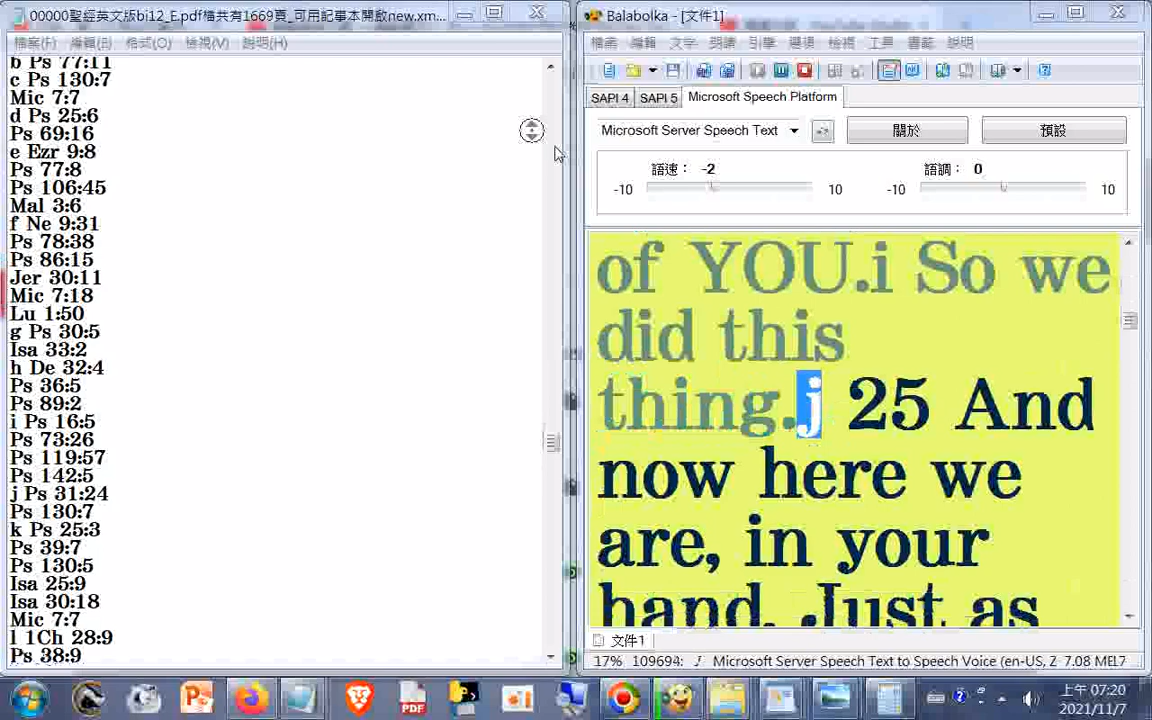 00000聖經英文版bi12_E.pdf檔共有1669頁_可用記事本開啟new.xm...
檔案(F) 編輯(E) 格式(O) 檢視(V) 說明(H)
b Ps 77:11
c Ps 130:7
Mic 7:7
d Ps 25:6
Ps 69:16
e Ezr 9:8
Ps 77:8
Ps 106:45
Mal 3:6
f Ne 9:31
Ps 78:38
Ps 86:15
Jer 30:11
Mic 7:18
Lu 1:50
g Ps 30:5
Isa 33:2
h De 32:4
Ps 36:5
Ps 89:2
i Ps 16:5
Ps 73:26
Ps 119:57
Ps 142:5
j Ps 31:24
Ps 130:7
k Ps 25:3
Ps 39:7
Ps 130:5
Isa 25:9
Isa 30:18
Mic 7:7
l 1Ch 28:9
Ps 38:9
Balabolka - [文件1]
檔案 編輯 文字 朗讀 引擎 選項 檢視 工具 書籤 說明
SAPI 4 SAPI 5 Microsoft Speech Platform
Microsoft Server Speech Text 關於 預設
語速： -2 語調： 0
-10 10 -10 10
of YOU.i So we
did this
thing.j 25 And
now here we
are, in your
hand. Just as
文件1
17% 109694: Microsoft Server Speech Text to Speech Voice (en-US, Z 7.08
PDF
上午 07:20
2021/11/7